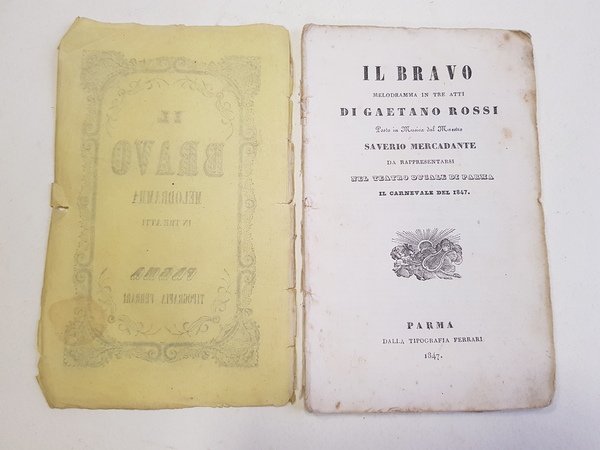 IL
BRAVO
MELODRAMMA
IN TRE ATTI
PARMA
TIPOGRAFIA FERRARI
IL BRAVO
MELODRAMMA IN TRE ATTI
DI GAETANO ROSSI
Posto in Musica dal Maestro
SAVERIO MERCADANTE
DA RAPPRESENTARSI
NEL TEATRO DUCALE DI PARMA
IL CARNEVALE DEL 1847.
PARMA
DALLA TIPOGRAFIA FERRARI
1847.